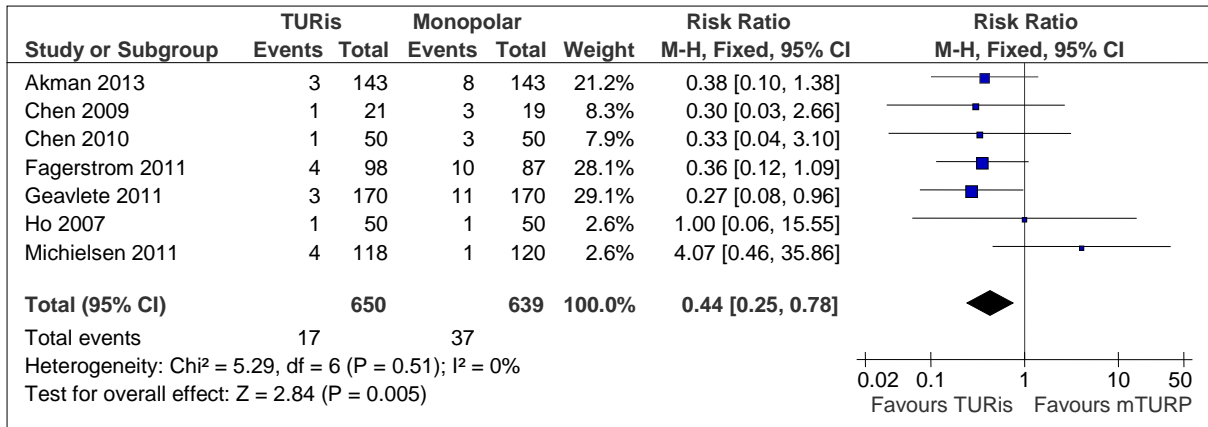 TURis Monopolar Risk Ratio Risk Ratio
Study or Subgroup Events Total Events Total Weight M-H, Fixed, 95% CI M-H, Fixed, 95% CI
Akman 2013 3 143 8 143 21.2% 0.38 [0.10, 1.38]
Chen 2009 1 21 3 19 8.3% 0.30 [0.03, 2.66]
Chen 2010 1 50 3 50 7.9% 0.33 [0.04, 3.10]
Fagerstrom 2011 4 98 10 87 28.1% 0.36 [0.12, 1.09]
Geavlete 2011 3 170 11 170 29.1% 0.27 [0.08, 0.96]
Ho 2007 1 50 1 50 2.6% 1.00 [0.06, 15.55]
Michielsen 2011 4 118 1 120 2.6% 4.07 [0.46, 35.86]
Total (95% CI) 650 639 100.0% 0.44 [0.25, 0.78]
Total events 17 37
Heterogeneity: Chi² = 5.29, df = 6 (P = 0.51); I² = 0%
Test for overall effect: Z = 2.84 (P = 0.005)
0.02 0.1 1 10 50
Favours TURis Favours mTURP